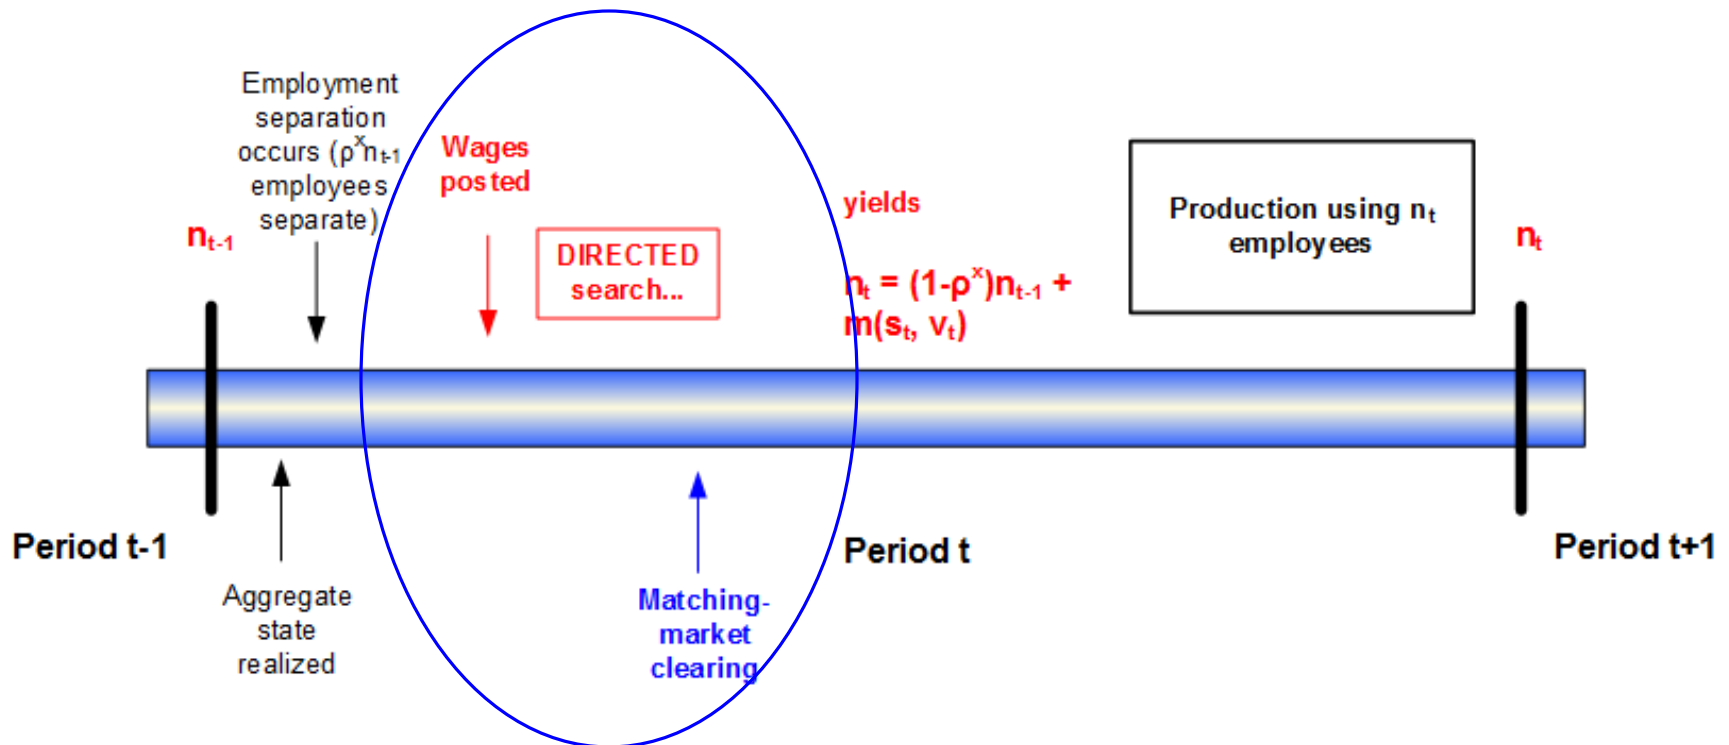 Employment
separation
occurs (ρˣnₜ₋₁
employees
separate)
nₜ₋₁
Wages
posted
DIRECTED
search...
yields
nₜ = (1-ρˣ)nₜ₋₁ +
m(sₜ, vₜ)
Production using nₜ
employees
nₜ
Period t-1
Aggregate
state
realized
Matching-
market
clearing
Period t
Period t+1